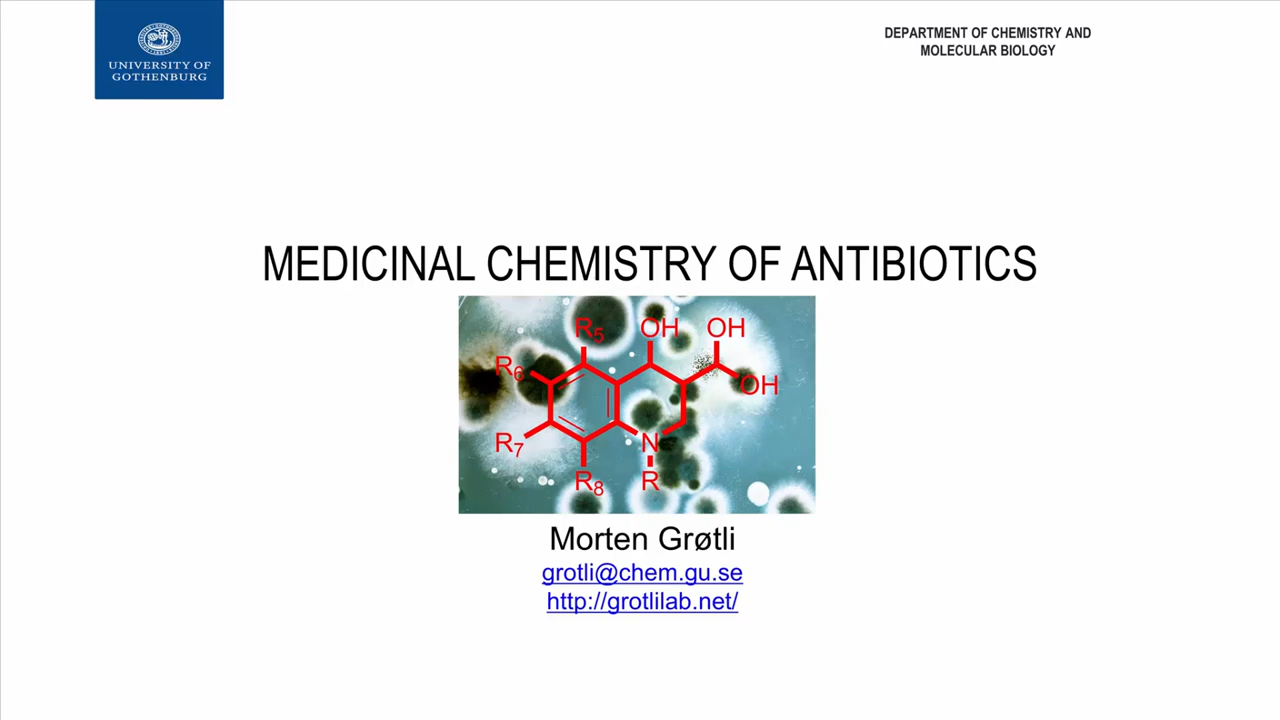 UNIVERSITY OF
GOTHENBURG
DEPARTMENT OF CHEMISTRY AND
MOLECULAR BIOLOGY
MEDICINAL CHEMISTRY OF ANTIBIOTICS
R5 OH OH
R6 OH
R7 N
R8 R
Morten Grøtli
grotli@chem.gu.se
http://grotlilab.net/